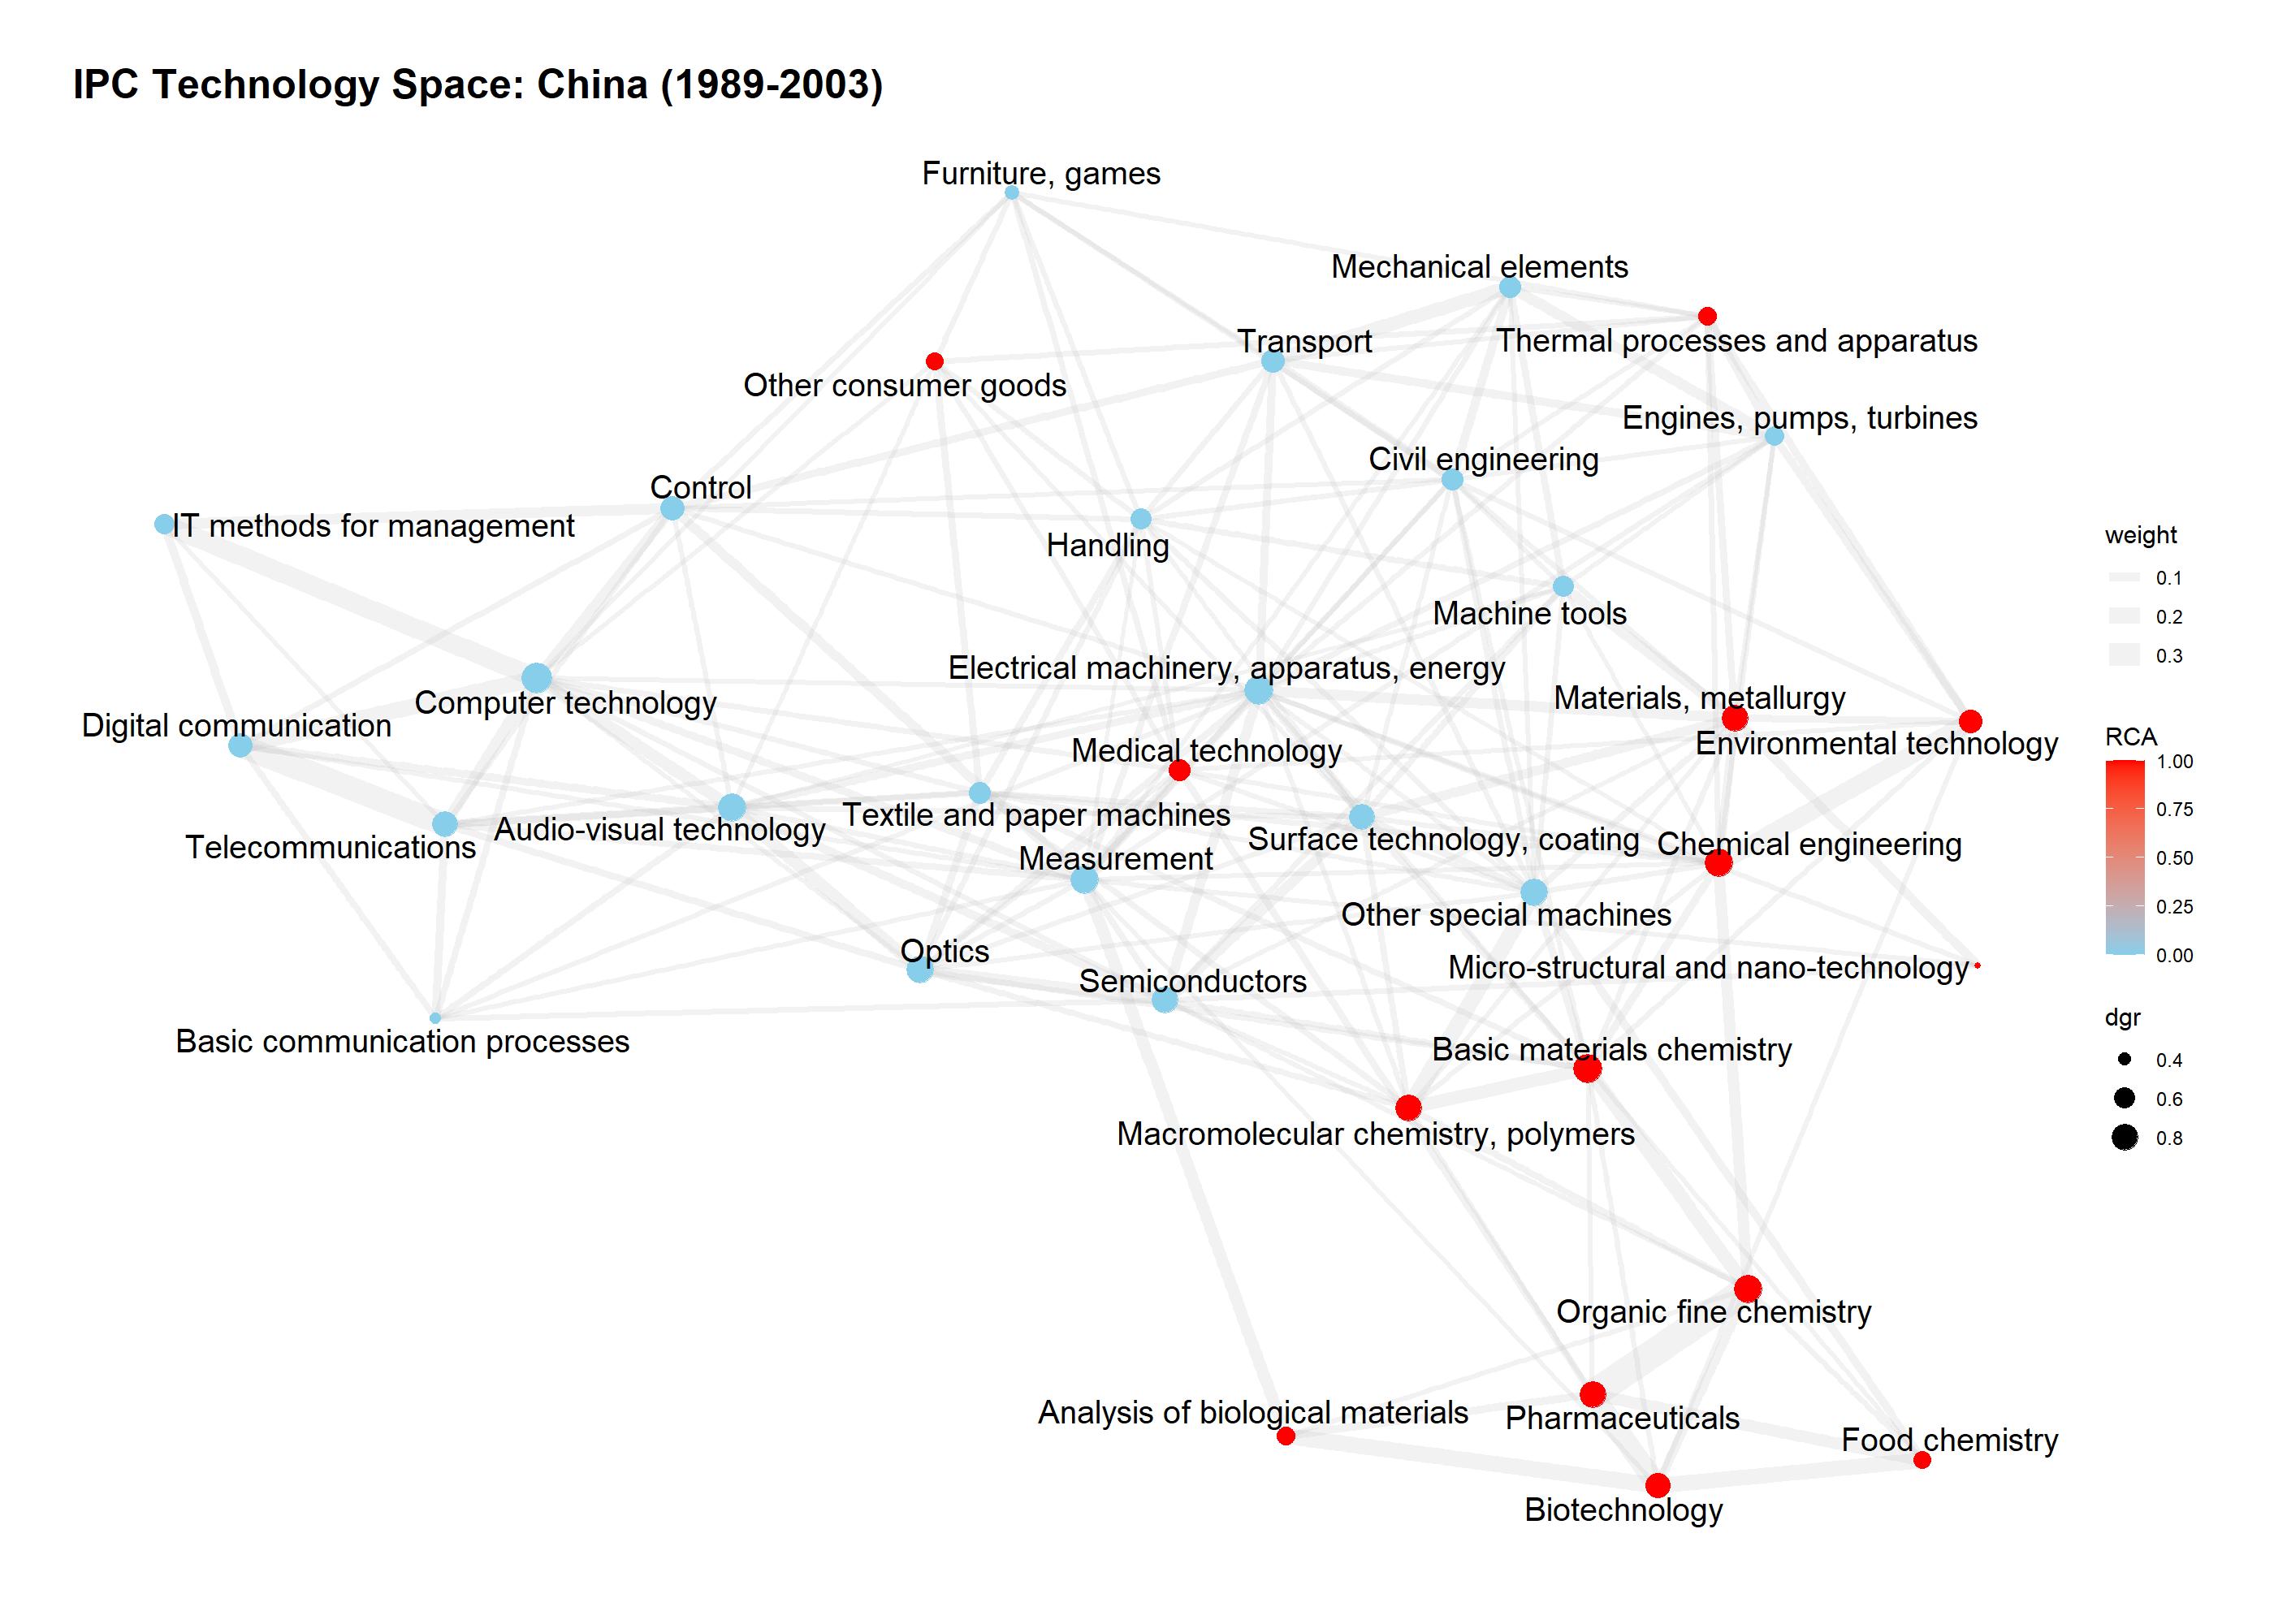 IPC Technology Space: China (1989-2003)
Furniture, games
Mechanical elements
Transport
Thermal processes and apparatus
Other consumer goods
Engines, pumps, turbines
Civil engineering
Control
IT methods for management
Handling
Machine tools
Electrical machinery, apparatus, energy
Materials, metallurgy
Computer technology
Digital communication
Environmental technology
Medical technology
Textile and paper machines
Audio-visual technology
Surface technology, coating
Chemical engineering
Telecommunications
Measurement
Other special machines
Optics
Micro-structural and nano-technology
Semiconductors
Basic communication processes
Basic materials chemistry
Macromolecular chemistry, polymers
Organic fine chemistry
Analysis of biological materials
Pharmaceuticals
Food chemistry
Biotechnology
weight
0.1
0.2
0.3
RCA
1.00
0.75
0.50
0.25
0.00
dgr
0.4
0.6
0.8